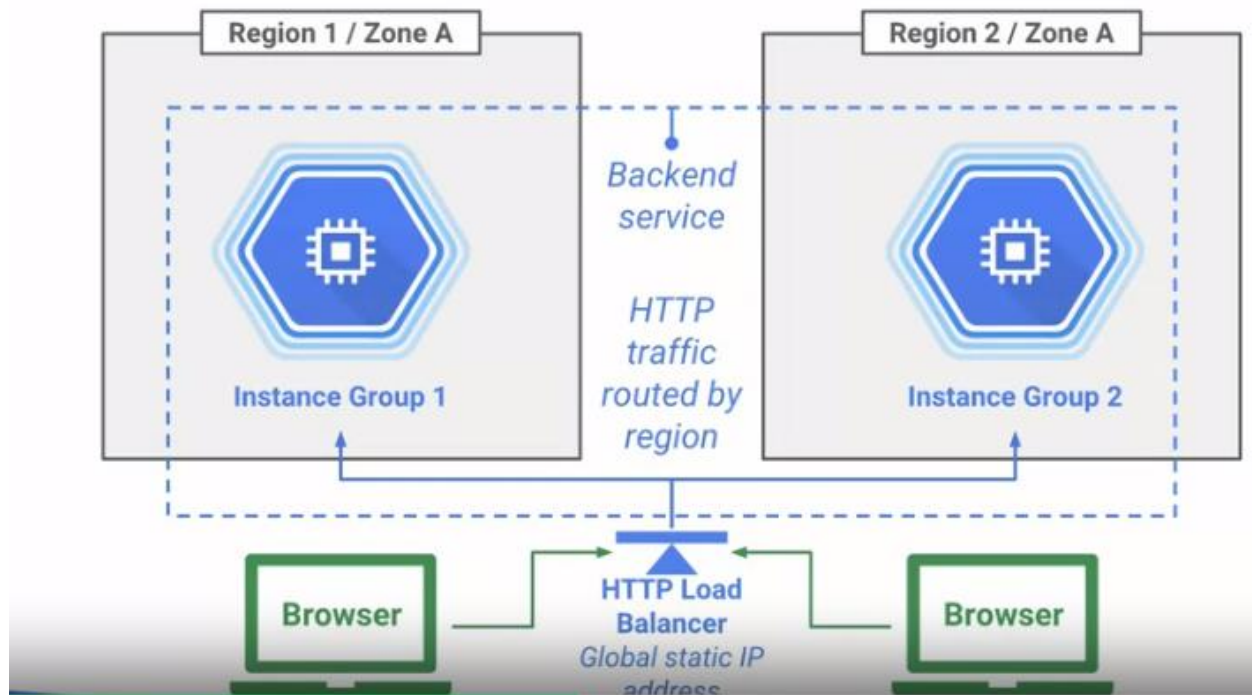 Region 1 / Zone A
Region 2 / Zone A
Backend
service
HTTP
traffic
routed by
region
Instance Group 1
Instance Group 2
Browser
HTTP Load
Balancer
Global static IP
address
Browser